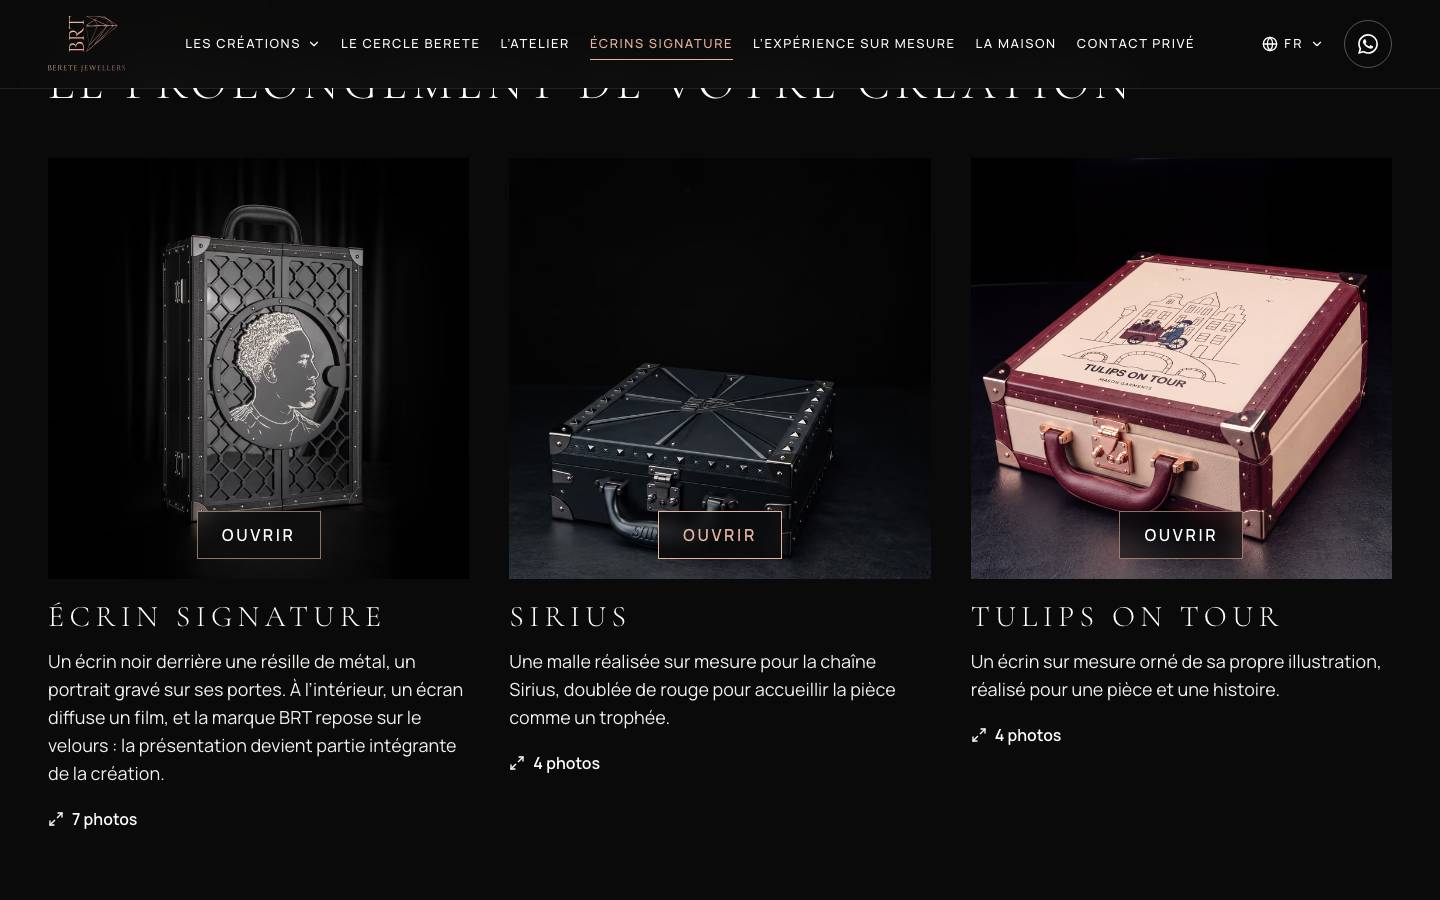 BRT
BERETE JEWELLERS
LES CRÉATIONS
LE CERCLE BERETE
L'ATELIER
ÉCRINS SIGNATURE
L'EXPÉRIENCE SUR MESURE
LA MAISON
CONTACT PRIVÉ
FR
LE PROLONGEMENT DE VOTRE CRÉATION
TULIPS ON TOUR
OUVRIR
OUVRIR
OUVRIR
ÉCRIN SIGNATURE
Un écrin noir derrière une résille de métal, un
portrait gravé sur ses portes. À l’intérieur, un écran
diffuse un film, et la marque BRT repose sur le
velours : la présentation devient partie intégrante
de la création.
7 photos
SIRIUS
Une malle réalisée sur mesure pour la chaîne
Sirius, doublée de rouge pour accueillir la pièce
comme un trophée.
4 photos
TULIPS ON TOUR
Un écrin sur mesure orné de sa propre illustration,
réalisé pour une pièce et une histoire.
4 photos